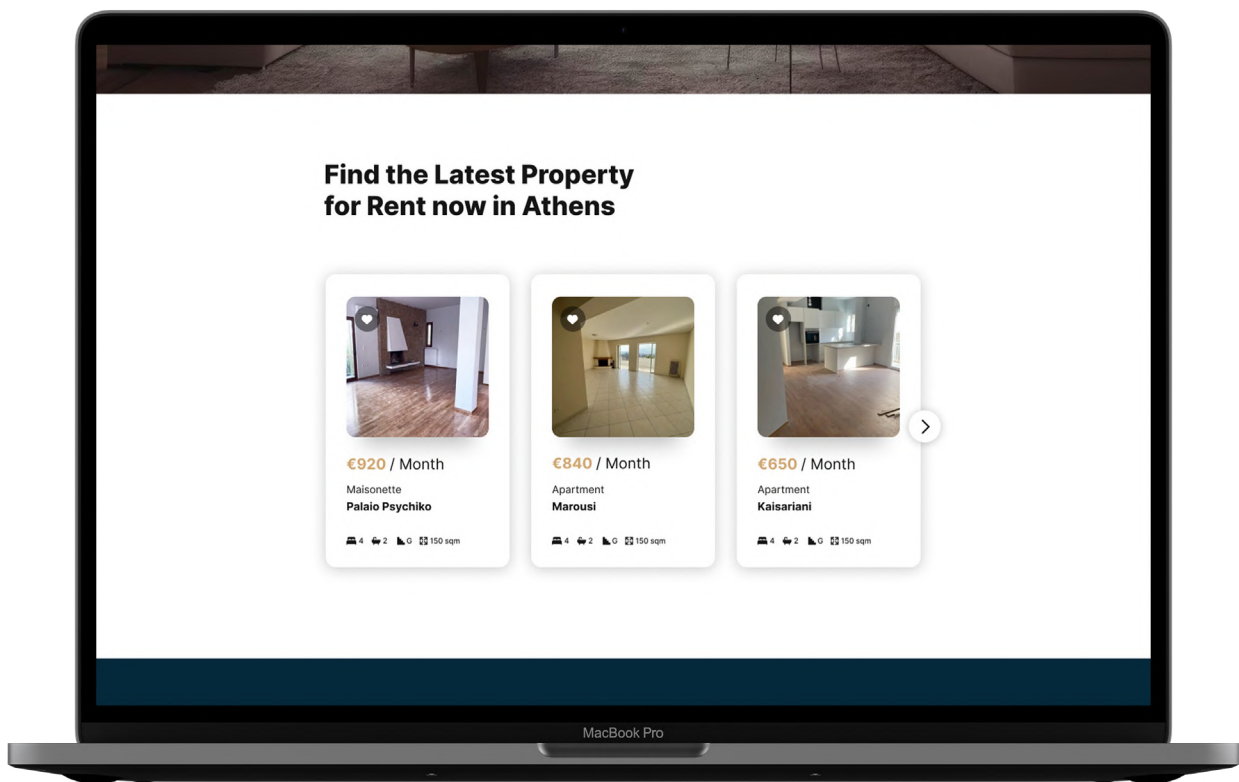 Find the Latest Property
for Rent now in Athens
€920 / Month
Maisonette
Palaio Psychiko
4 2 G 150 sqm
€840 / Month
Apartment
Marousi
4 2 G 150 sqm
€650 / Month
Apartment
Kaisariani
4 2 G 150 sqm
MacBook Pro